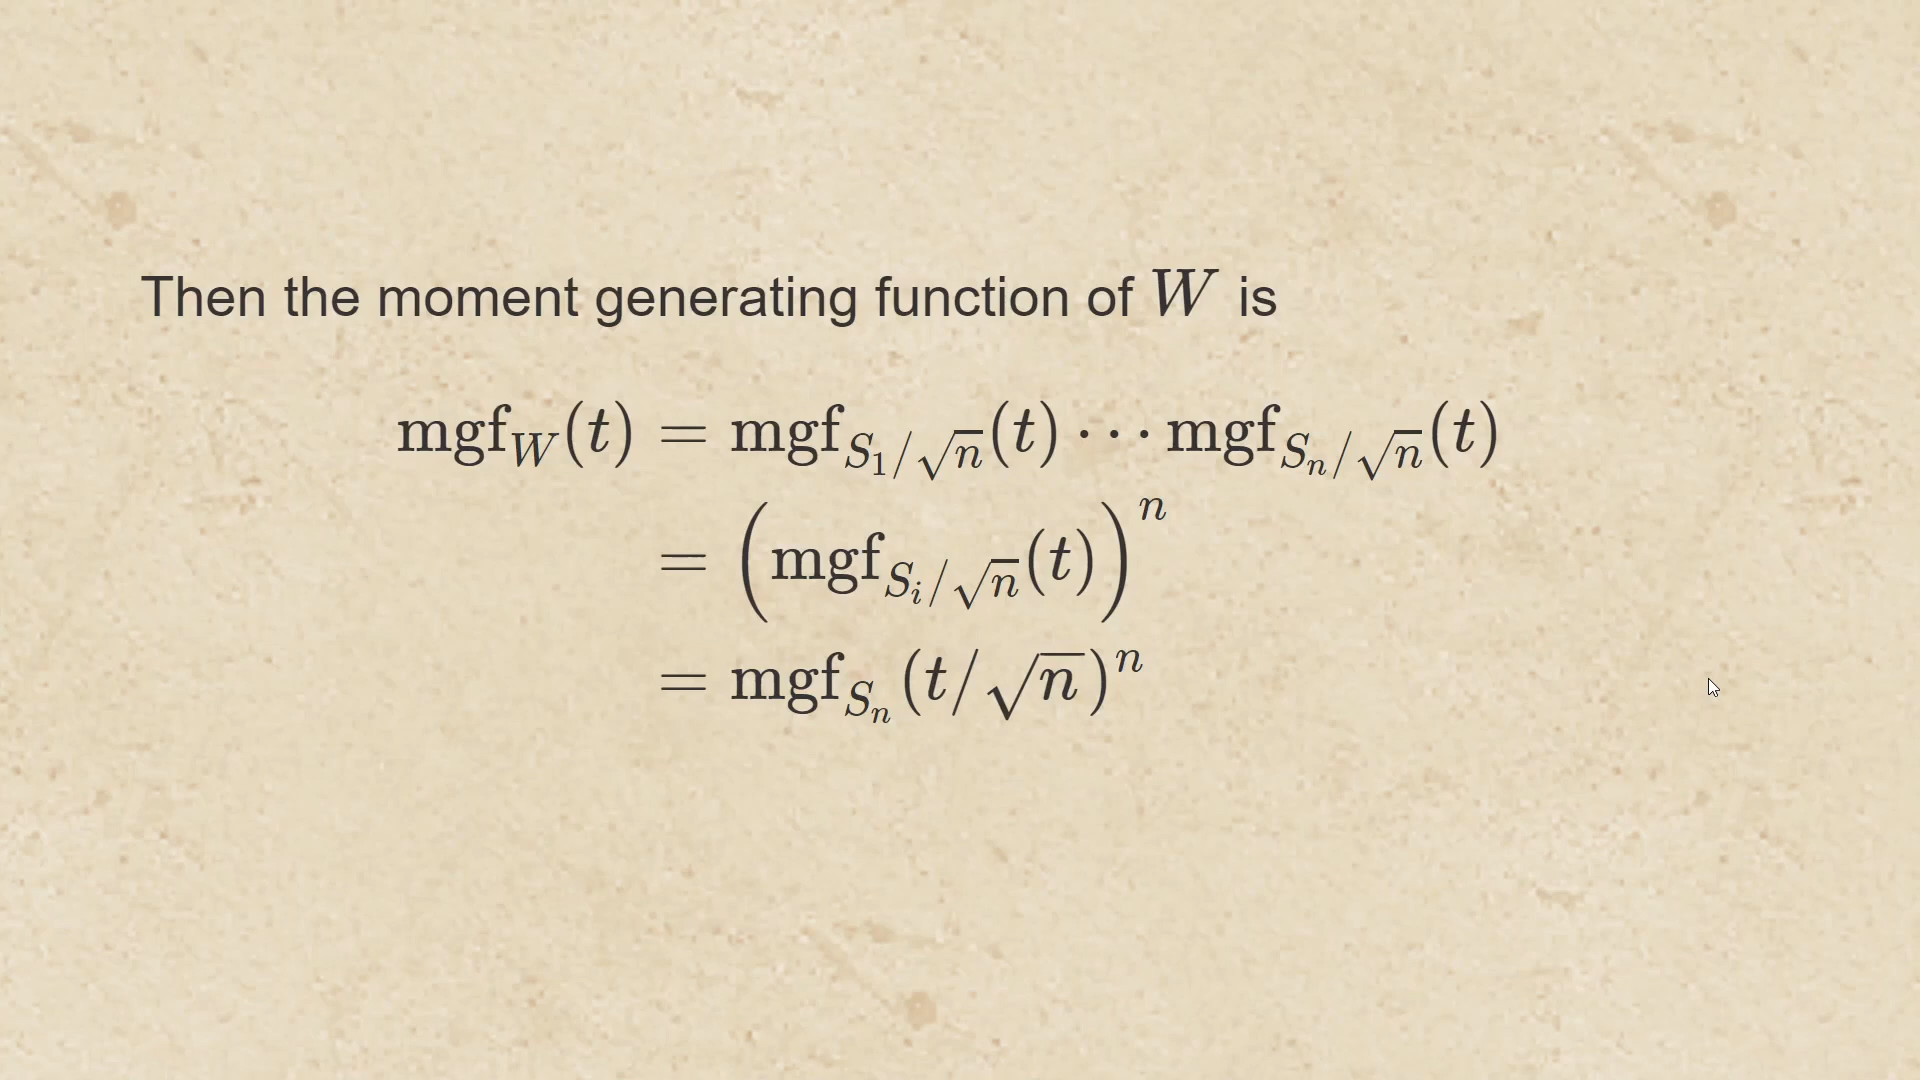 Then the moment generating function of W is
mgf_W(t) = mgf_{S_1/√n}(t) ⋯ mgf_{S_n/√n}(t)
= (mgf_{S_i/√n}(t))^n
= mgf_{S_n}(t/√n)^n